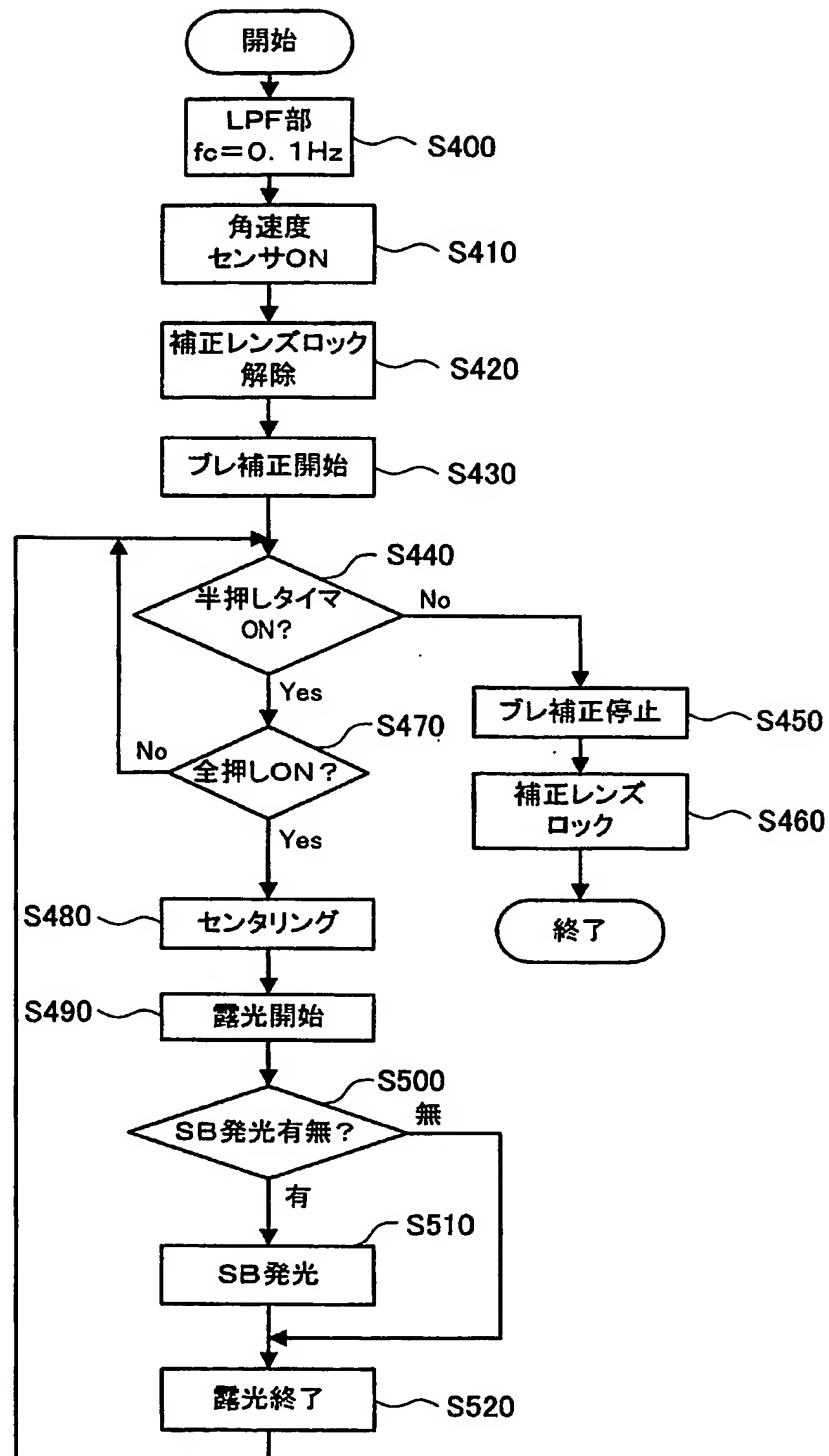 開始
LPF部
fc=0. 1Hz
S400
角速度
センサON
S410
補正レンズロック
解除
S420
ブレ補正開始
S430
S440
半押しタイマ
ON?
No
Yes
ブレ補正停止
S450
S470
No
全押しON?
Yes
補正レンズ
ロック
S460
S480
センタリング
終了
S490
露光開始
S500
SB発光有無?
無
有
S510
SB発光
露光終了
S520